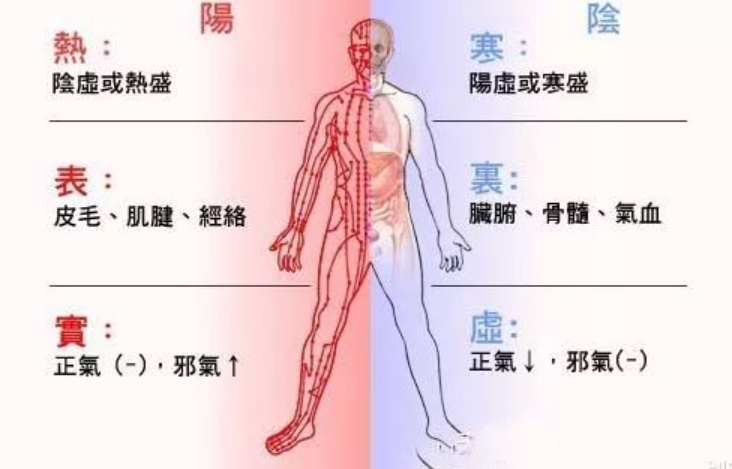 陽
熱：
陰虛或熱盛
表：
皮毛、肌腱、經絡
實：
正氣（-），邪氣↑
陰
寒：
陽虛或寒盛
裏：
臟腑、骨髓、氣血
虛：
正氣↓，邪氣(-)